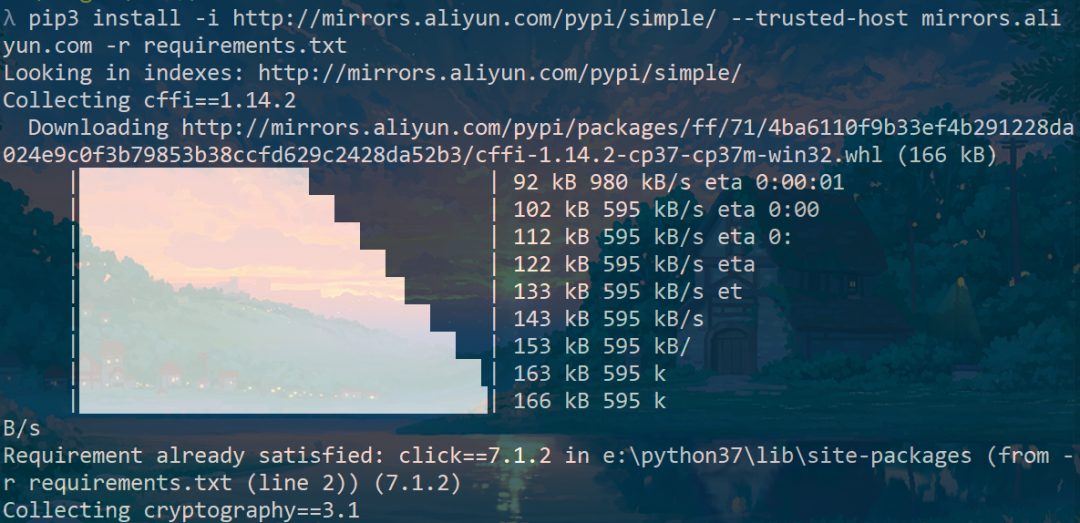 λ pip3 install -i http://mirrors.aliyun.com/pypi/simple/ --trusted-host mirrors.ali
yun.com -r requirements.txt
Looking in indexes: http://mirrors.aliyun.com/pypi/simple/
Collecting cffi==1.14.2
  Downloading http://mirrors.aliyun.com/pypi/packages/ff/71/4ba6110f9b33ef4b291228da
024e9c0f3b79853b38ccfd629c2428da52b3/cffi-1.14.2-cp37-cp37m-win32.whl (166 kB)
| | 92 kB 980 kB/s eta 0:00:01
| | 102 kB 595 kB/s eta 0:00
| | 112 kB 595 kB/s eta 0:
| | 122 kB 595 kB/s eta
| | 133 kB 595 kB/s et
| | 143 kB 595 kB/s
| | 153 kB 595 kB/
| | 163 kB 595 k
| | 166 kB 595 k
B/s
Requirement already satisfied: click==7.1.2 in e:\python37\lib\site-packages (from -
r requirements.txt (line 2)) (7.1.2)
Collecting cryptography==3.1